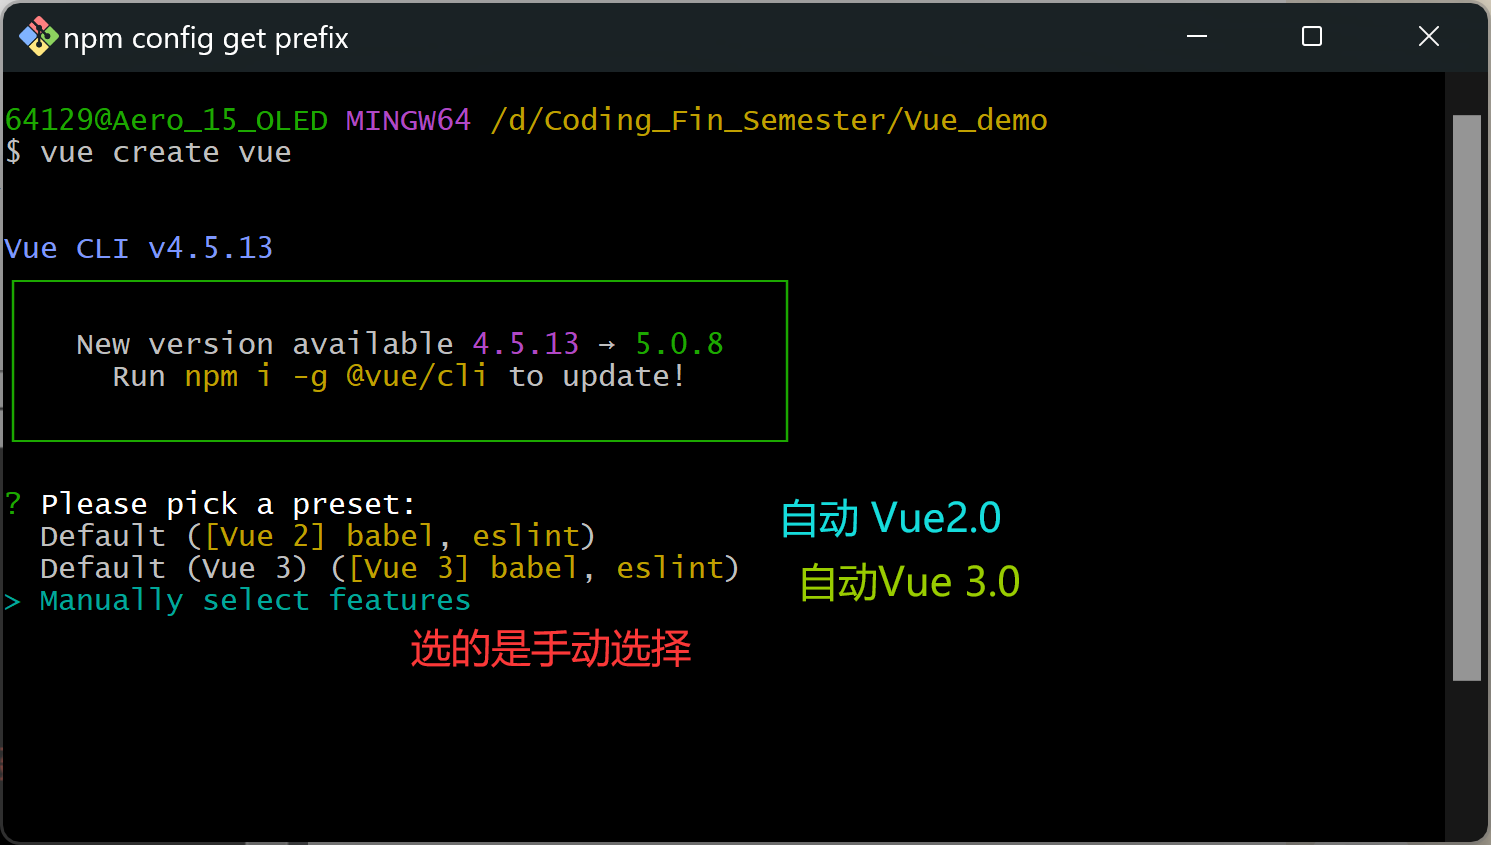 npm config get prefix
64129@Aero_15_OLED MINGW64 /d/Coding_Fin_Semester/Vue_demo
$ vue create vue
Vue CLI v4.5.13
New version available 4.5.13 → 5.0.8
Run npm i -g @vue/cli to update!
? Please pick a preset:
自动 Vue2.0
Default ([Vue 2] babel, eslint)
Default (Vue 3) ([Vue 3] babel, eslint)
自动Vue 3.0
> Manually select features
选的是手动选择